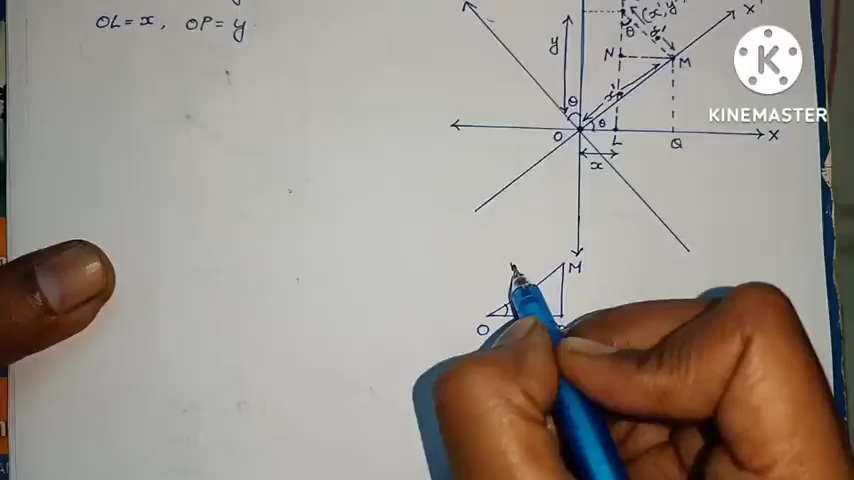 OL = x, OP = y
X'
(x', y')
y
θ'
N
M
x'
θ
θ
O
L
Q
X
x
M
O
K
KINEMASTER